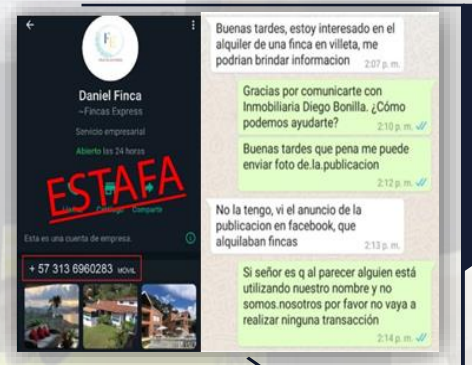 Daniel Finca
~Fincas Express
Servicio empresarial
Abierto las 24 horas
ESTAFA
Catálogo Compartir
Esta es una cuenta de empresa.
+ 57 313 6960283 MÓVIL
Buenas tardes, estoy interesado en el
alquiler de una finca en villeta, me
podrian brindar informacion 2:07 p. m.
Gracias por comunicarte con
Inmobiliaria Diego Bonilla. ¿Cómo
podemos ayudarte? 2:10 p. m.
Buenas tardes que pena me puede
enviar foto de.la.publicacion
2:12 p. m.
No la tengo, vi el anuncio de la
publicacion en facebook, que
alquilaban fincas 2:13 p. m.
Si señor es q al parecer alguien está
utilizando nuestro nombre y no
somos.nosotros por favor no vaya a
realizar ninguna transacción
2:14 p. m.